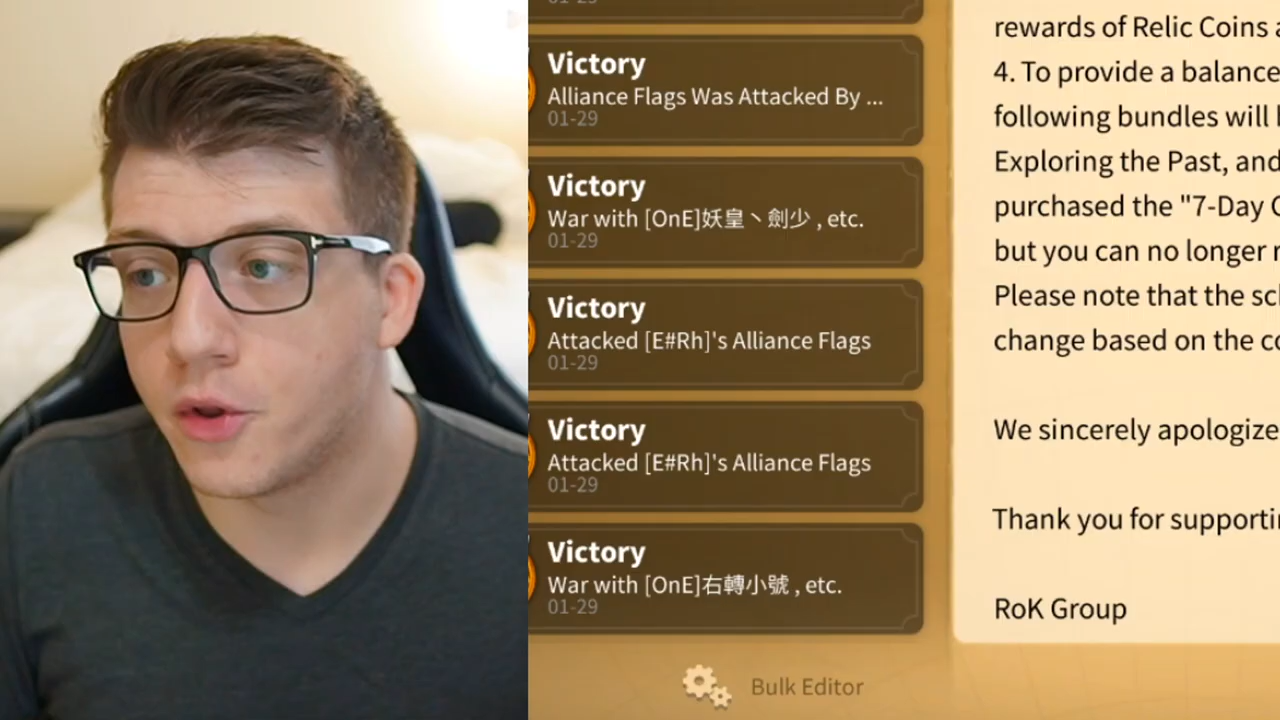 01-29
Victory
Alliance Flags Was Attacked By ...
01-29
Victory
War with [OnE]妖皇丶劍少 , etc.
01-29
Victory
Attacked [E#Rh]'s Alliance Flags
01-29
Victory
Attacked [E#Rh]'s Alliance Flags
01-29
Victory
War with [OnE]右轉小號 , etc.
01-29
Bulk Editor
rewards of Relic Coins
4. To provide a balance
following bundles will
Exploring the Past, and
purchased the "7-Day
but you can no longer
Please note that the
change based on the
We sincerely apologize
Thank you for
RoK Group